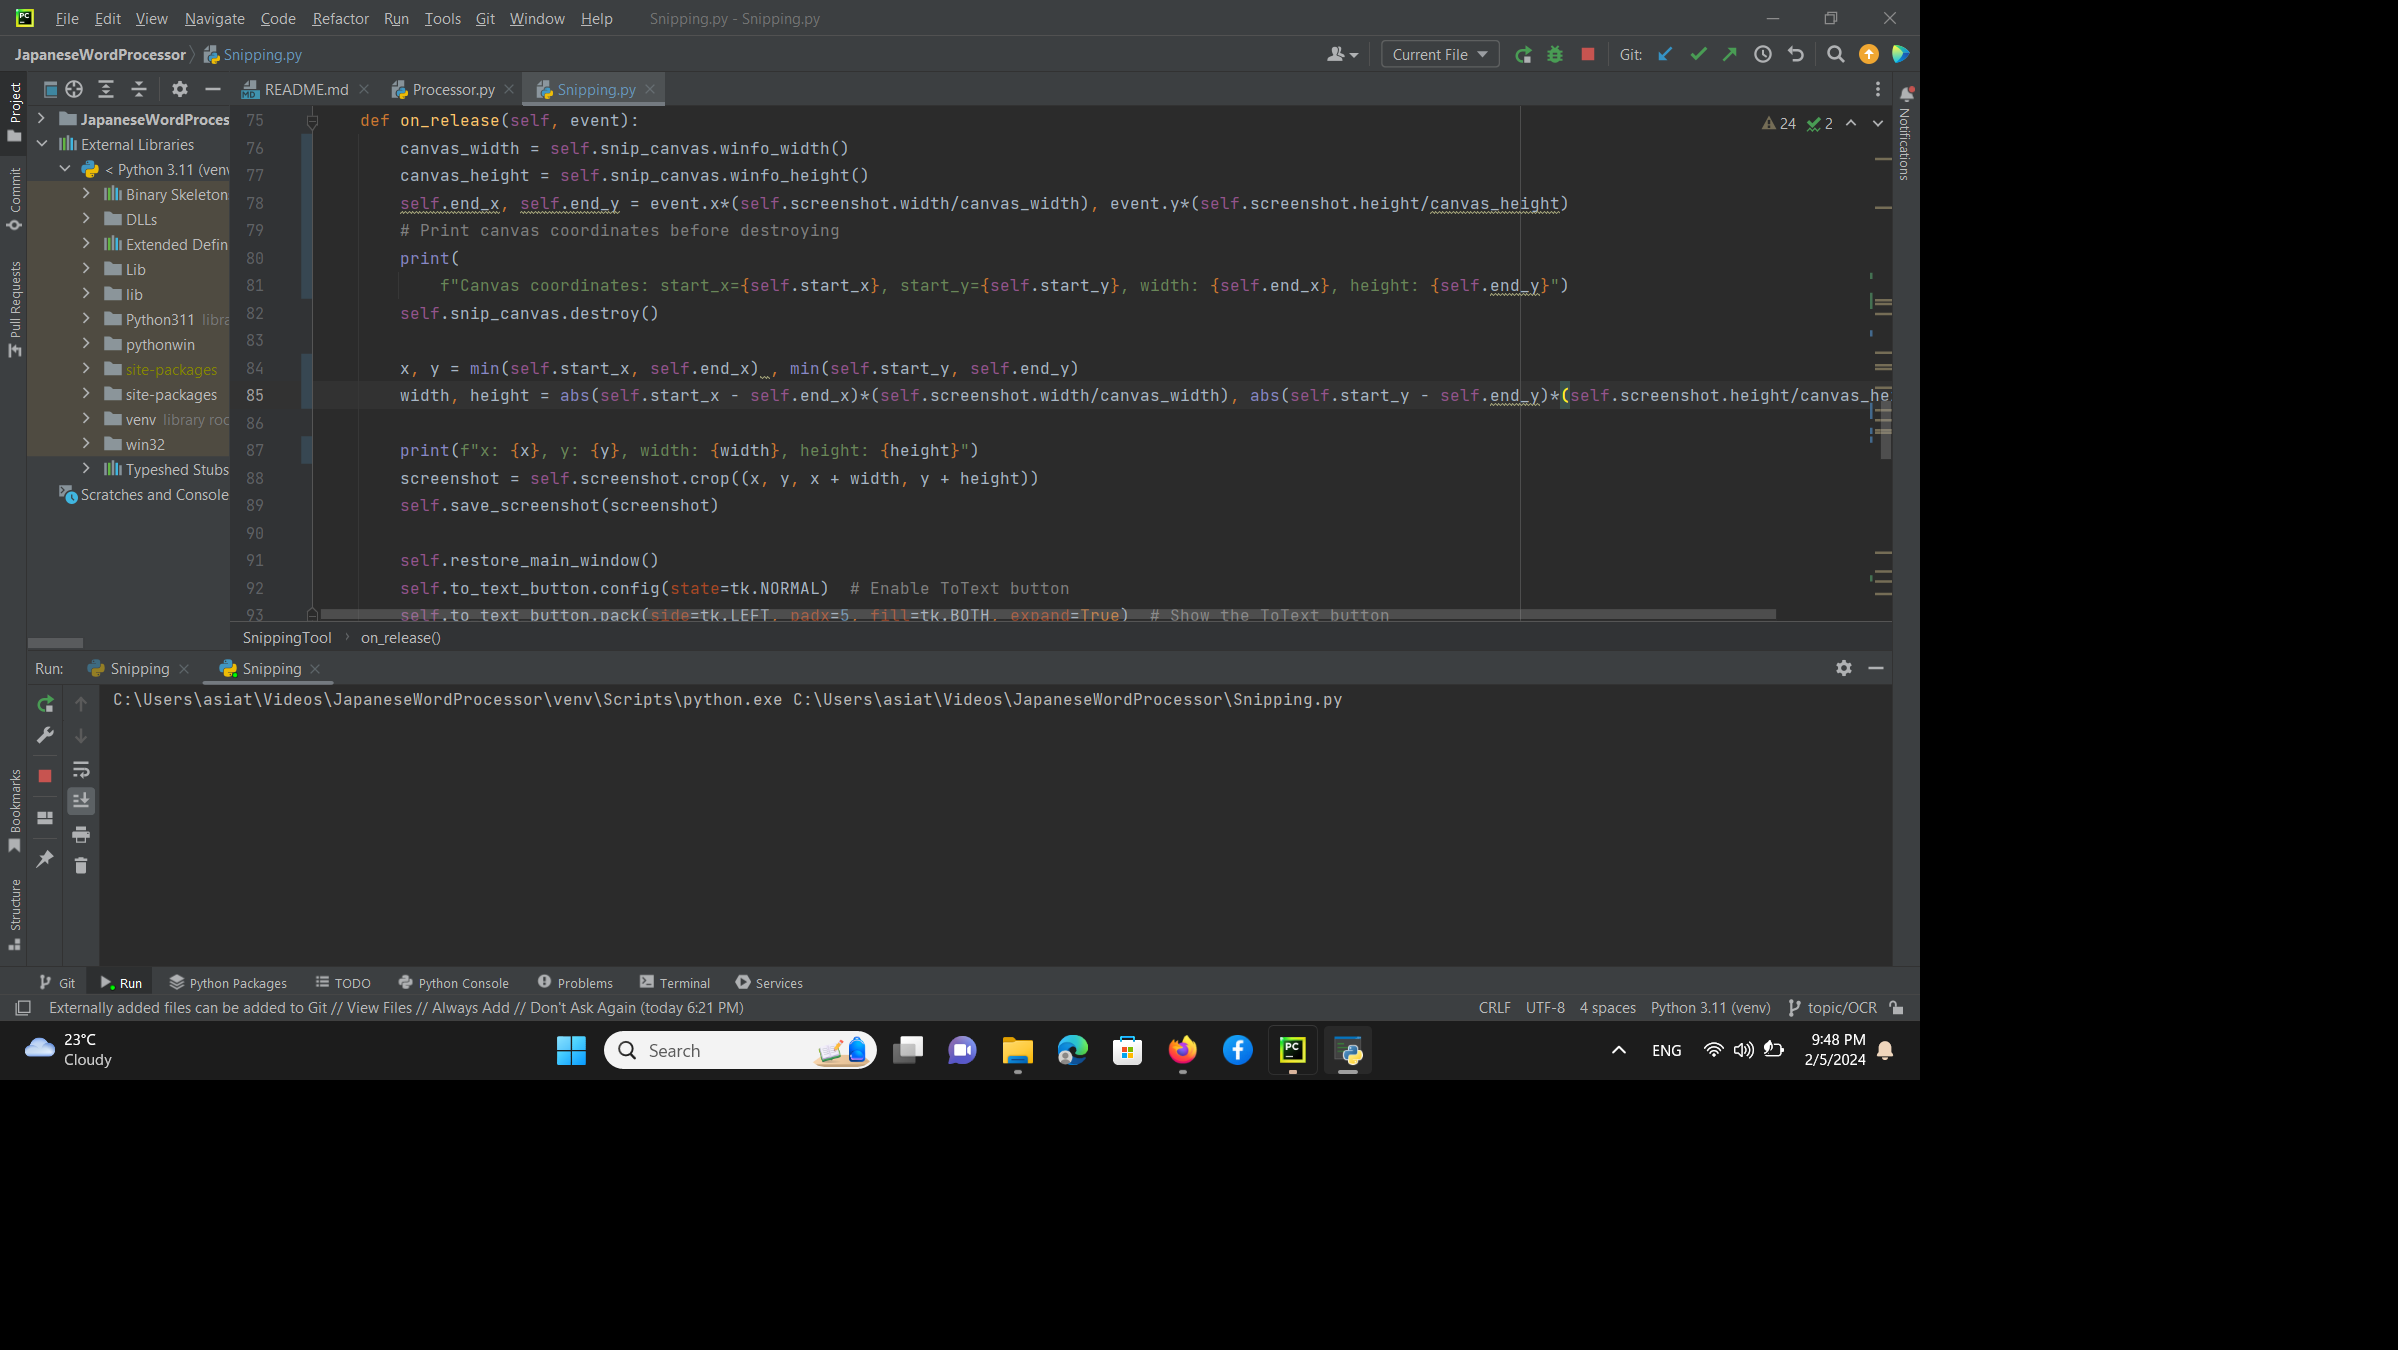 File Edit View Navigate Code Refactor Run Tools Git Window Help Snipping.py - Snipping.py
JapaneseWordProcessor Snipping.py Current File Git:
README.md Processor.py Snipping.py
Project
Commit
Pull Requests
Bookmarks
Structure
Notifications
JapaneseWordProces
External Libraries
< Python 3.11 (venv
Binary Skeleton
DLLs
Extended Defin
Lib
lib
Python311 libra
pythonwin
site-packages
site-packages
venv library roo
win32
Typeshed Stubs
Scratches and Console
24 2
75 def on_release(self, event):
76 canvas_width = self.snip_canvas.winfo_width()
77 canvas_height = self.snip_canvas.winfo_height()
78 self.end_x, self.end_y = event.x*(self.screenshot.width/canvas_width), event.y*(self.screenshot.height/canvas_height)
79 # Print canvas coordinates before destroying
80 print(
81 f"Canvas coordinates: start_x={self.start_x}, start_y={self.start_y}, width: {self.end_x}, height: {self.end_y}")
82 self.snip_canvas.destroy()
83
84 x, y = min(self.start_x, self.end_x) , min(self.start_y, self.end_y)
85 width, height = abs(self.start_x - self.end_x)*(self.screenshot.width/canvas_width), abs(self.start_y - self.end_y)*(self.screenshot.height/canvas_he
86
87 print(f"x: {x}, y: {y}, width: {width}, height: {height}")
88 screenshot = self.screenshot.crop((x, y, x + width, y + height))
89 self.save_screenshot(screenshot)
90
91 self.restore_main_window()
92 self.to_text_button.config(state=tk.NORMAL) # Enable ToText button
93 self.to_text_button.pack(side=tk.LEFT, padx=5, fill=tk.BOTH, expand=True) # Show the ToText button
SnippingTool on_release()
Run: Snipping Snipping
C:\Users\asiat\Videos\JapaneseWordProcessor\venv\Scripts\python.exe C:\Users\asiat\Videos\JapaneseWordProcessor\Snipping.py
Git Run Python Packages TODO Python Console Problems Terminal Services
Externally added files can be added to Git // View Files // Always Add // Don't Ask Again (today 6:21 PM) CRLF UTF-8 4 spaces Python 3.11 (venv) topic/OCR
23°C
Cloudy
Search
ENG
9:48 PM
2/5/2024